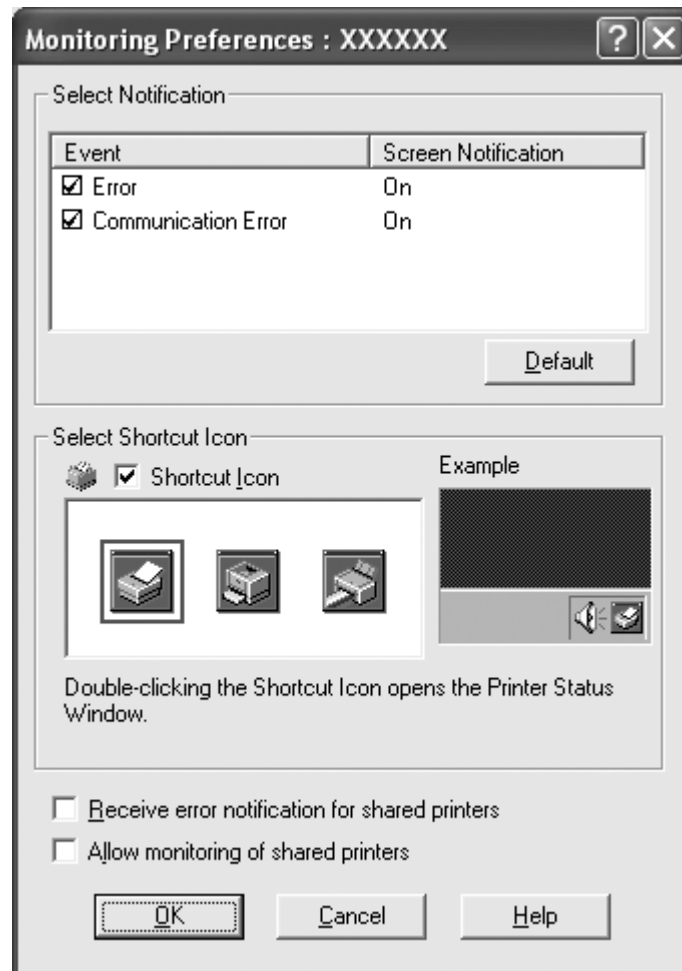 Monitoring Preferences : XXXXXX
Select Notification
Event Screen Notification
Error On
Communication Error On
Default
Select Shortcut Icon
Shortcut Icon Example
Double-clicking the Shortcut Icon opens the Printer Status
Window.
Receive error notification for shared printers
Allow monitoring of shared printers
OK Cancel Help